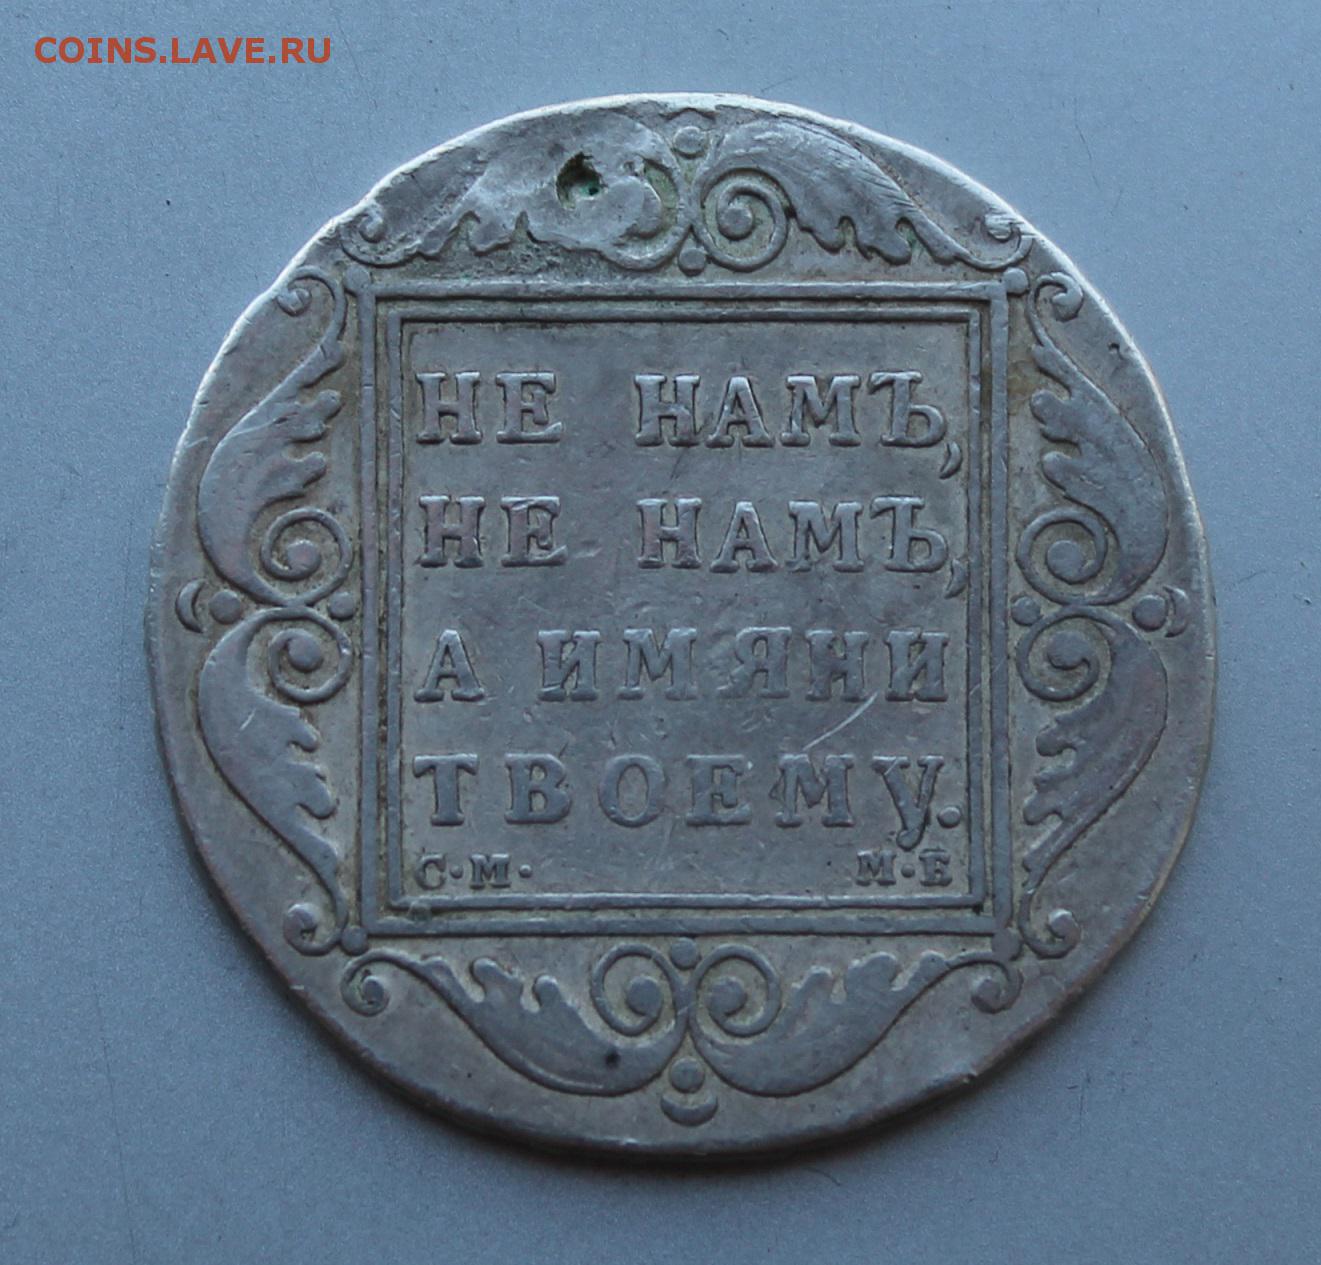 COINS.LAVE.RU
НЕ НАМЪ,
НЕ НАМЪ,
А ИМЯНИ
ТВОЕМУ.
С·М· М·Б